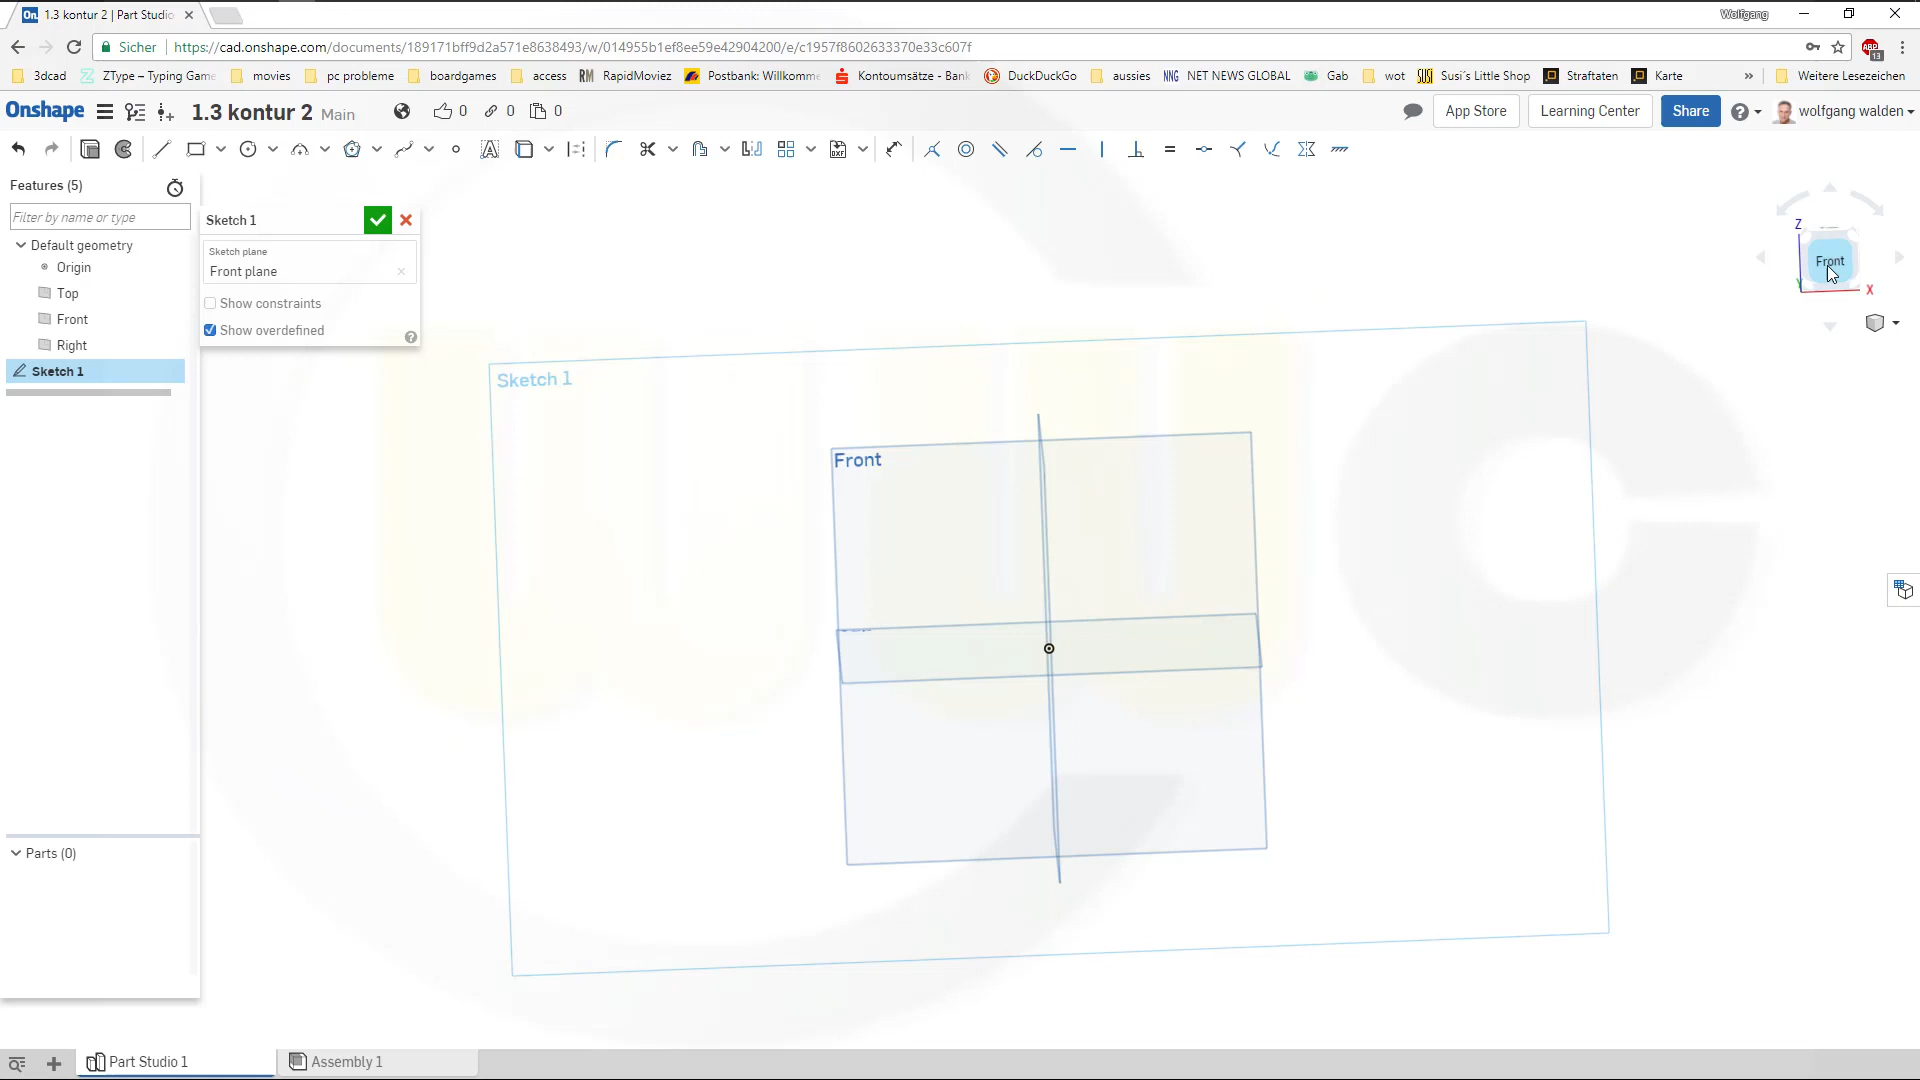 1.3 kontur 2 | Part Studio
Wolfgang
Sicher https://cad.onshape.com/documents/189171bff9d2a571e8638493/w/014955b1ef8ee59e42904200/e/c1957f8602633370e33c607f
13
3dcad ZType – Typing Game movies pc probleme boardgames access RM RapidMoviez Postbank: Willkomme Kontoumsätze - Bank DuckDuckGo aussies NNG NET NEWS GLOBAL Gab wot SUSI Susi´s Little Shop Straftaten Karte » Weitere Lesezeichen
Onshape 1.3 kontur 2 Main 0 0 0 App Store Learning Center Share wolfgang walden
Features (5)
Filter by name or type
Default geometry
Origin
Top
Front
Right
Sketch 1
Sketch 1
Sketch plane
Front plane
Show constraints
Show overdefined
Z
Front
X
Sketch 1
Front
Parts (0)
Part Studio 1
Assembly 1